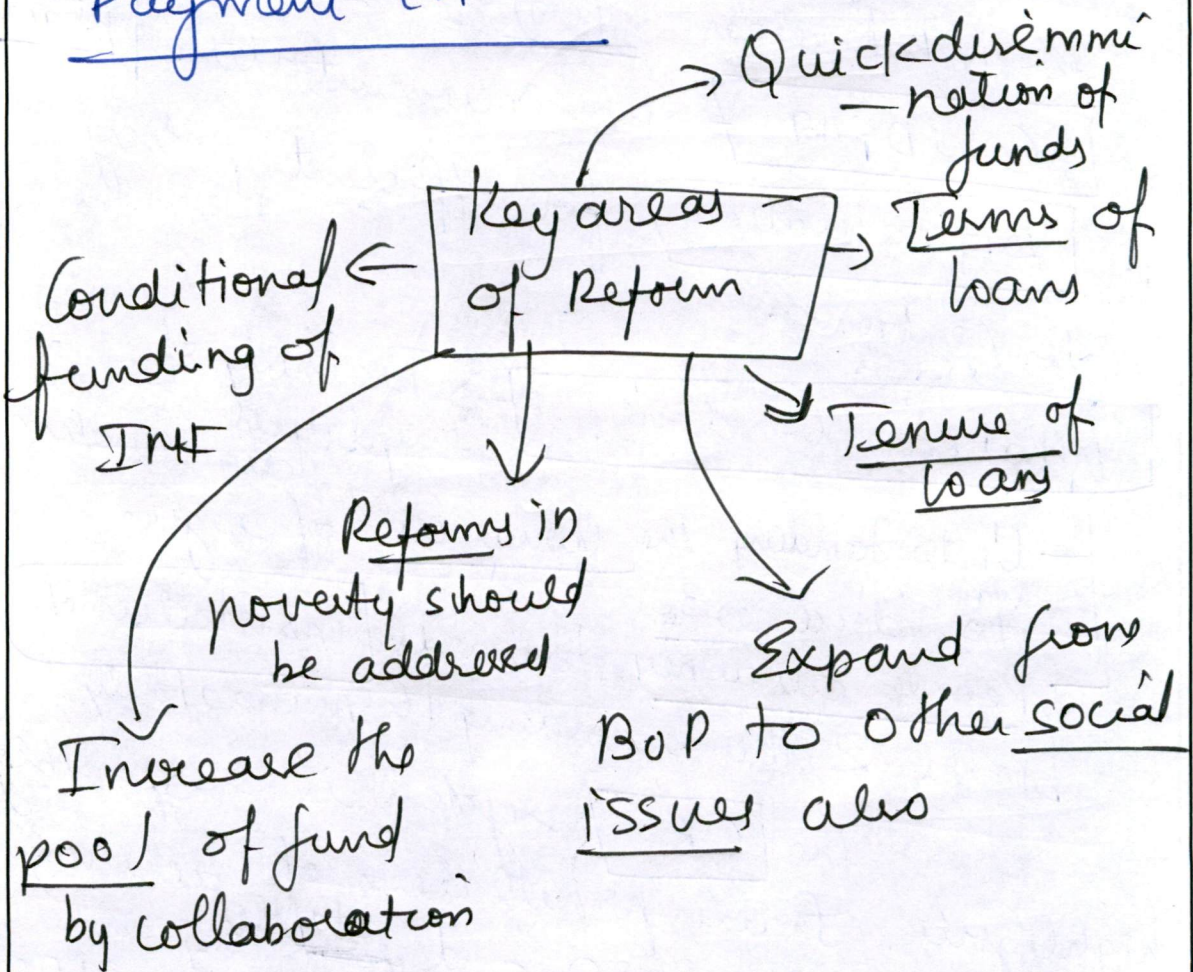 Payment
Quick disemmi
— nation of
funds
Key areas
of Reform
Terms of
loans
Conditional
funding of
IMF
Tenure of
loans
Reforms in
poverty should
be addressed
Expand from
BoP to other social
issues also
Increase the
pool of fund
by collaboration